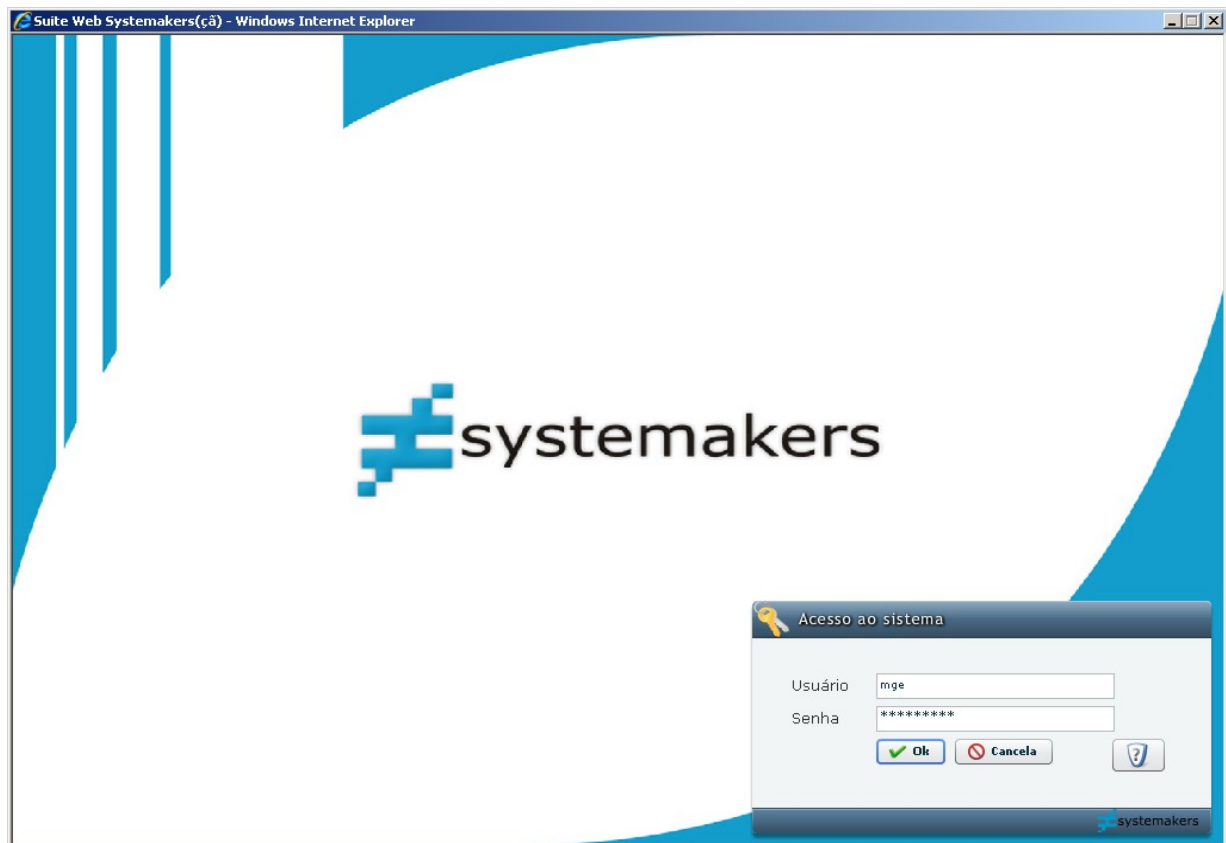 Suite Web Systemakers(çã) - Windows Internet Explorer
systemakers
Acesso ao sistema
Usuário mge
Senha *********
Ok Cancela ?
systemakers